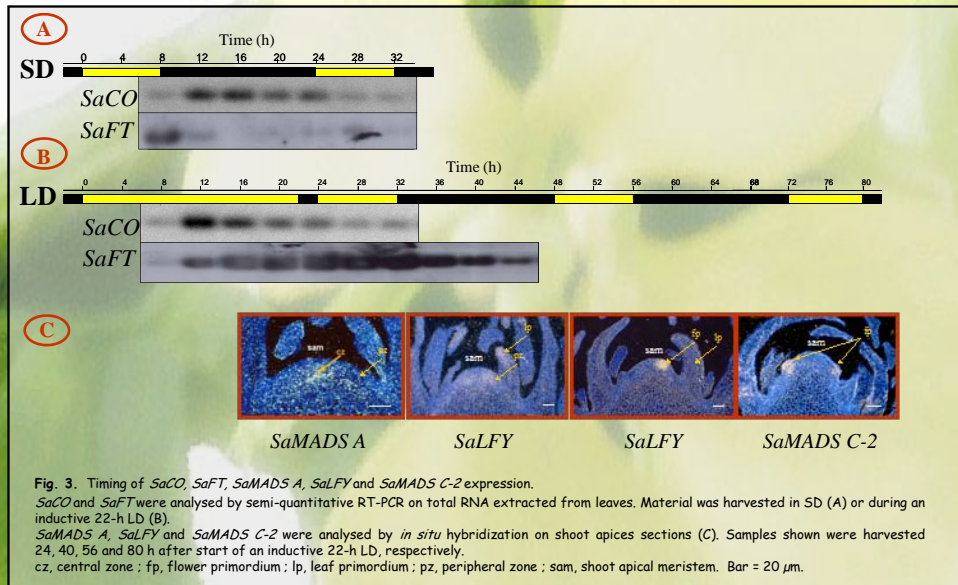 A
Time (h)
0 4 8 12 16 20 24 28 32
SD
SaCO
SaFT
B
Time (h)
0 4 8 12 16 20 24 28 32 36 40 44 48 52 56 60 64 68 72 76 80
LD
SaCO
SaFT
C
sam cz pz
sam lp pz
sam fp lp
sam fp
SaMADS A SaLFY SaLFY SaMADS C-2
Fig. 3. Timing of SaCO, SaFT, SaMADS A, SaLFY and SaMADS C-2 expression.
SaCO and SaFT were analysed by semi-quantitative RT-PCR on total RNA extracted from leaves. Material was harvested in SD (A) or during an
inductive 22-h LD (B).
SaMADS A, SaLFY and SaMADS C-2 were analysed by in situ hybridization on shoot apices sections (C). Samples shown were harvested
24, 40, 56 and 80 h after start of an inductive 22-h LD, respectively.
cz, central zone ; fp, flower primordium ; lp, leaf primordium ; pz, peripheral zone ; sam, shoot apical meristem. Bar = 20 µm.